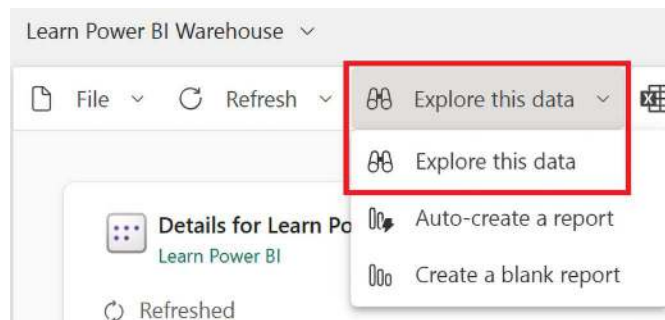 Learn Power BI Warehouse
File Refresh Explore this data
Explore this data
Details for Learn Po
Auto-create a report
Learn Power BI
Create a blank report
Refreshed